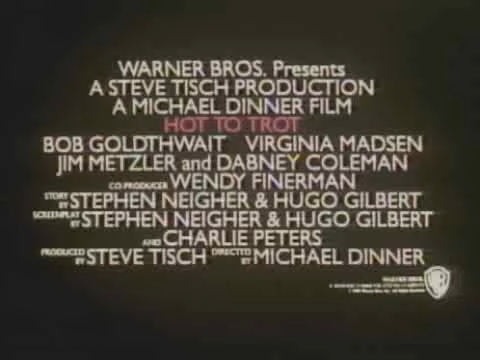 WARNER BROS. Presents
A STEVE TISCH PRODUCTION
A MICHAEL DINNER FILM
HOT TO TROT
BOB GOLDTHWAIT VIRGINIA MADSEN
JIM METZLER and DABNEY COLEMAN
CO-PRODUCER WENDY FINERMAN
STORY BY STEPHEN NEIGHER & HUGO GILBERT
SCREENPLAY BY STEPHEN NEIGHER & HUGO GILBERT
AND CHARLIE PETERS
PRODUCED BY STEVE TISCH DIRECTED BY MICHAEL DINNER
WARNER BROS.